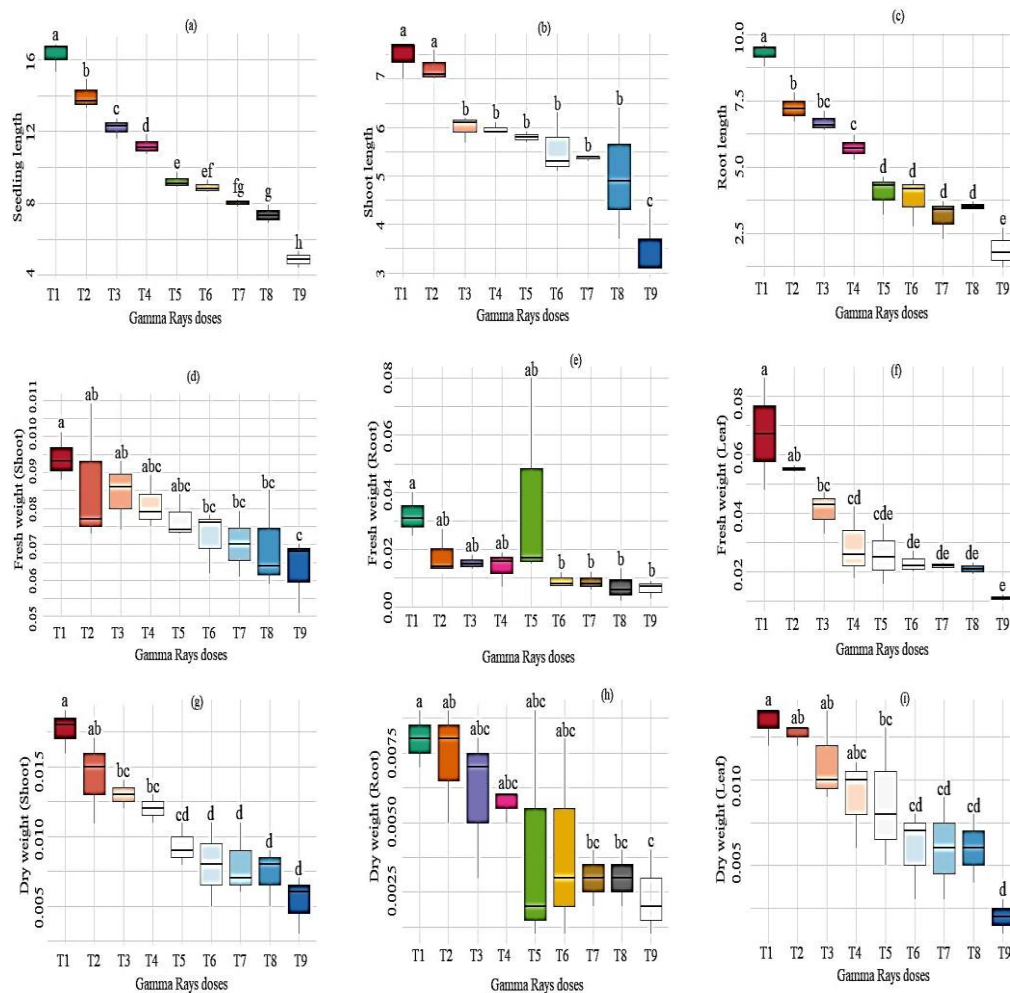 (a)
Seedling length
16
12
8
4
a
b
c
d
e
ef
fg
g
h
T1 T2 T3 T4 T5 T6 T7 T8 T9
Gamma Rays doses
(b)
Shoot length
7
6
5
4
3
a
a
b
b
b
b
b
b
c
T1 T2 T3 T4 T5 T6 T7 T8 T9
Gamma Rays doses
(c)
Root length
10.0
7.5
5.0
2.5
a
b
bc
c
d
d
d
d
e
T1 T2 T3 T4 T5 T6 T7 T8 T9
Gamma Rays doses
(d)
Fresh weight (Shoot)
0.011
0.010
0.09
0.08
0.07
0.06
0.05
a
ab
ab
abc
abc
bc
bc
bc
c
T1 T2 T3 T4 T5 T6 T7 T8 T9
Gamma Rays doses
(e)
Fresh weight (Root)
0.08
0.06
0.04
0.02
0.00
a
ab
ab
ab
ab
b
b
b
b
T1 T2 T3 T4 T5 T6 T7 T8 T9
Gamma Rays doses
(f)
Fresh weight (Leaf)
0.08
0.06
0.04
0.02
a
ab
bc
cd
cde
de
de
de
e
T1 T2 T3 T4 T5 T6 T7 T8 T9
Gamma Rays doses
(g)
Dry weight (Shoot)
0.015
0.010
0.005
a
ab
bc
bc
cd
d
d
d
d
T1 T2 T3 T4 T5 T6 T7 T8 T9
Gamma Rays doses
(h)
Dry weight (Root)
0.0075
0.0050
0.0025
a
ab
abc
abc
abc
abc
bc
bc
c
T1 T2 T3 T4 T5 T6 T7 T8 T9
Gamma Rays doses
(i)
Dry weight (Leaf)
0.010
0.005
a
ab
ab
abc
bc
cd
cd
cd
d
T1 T2 T3 T4 T5 T6 T7 T8 T9
Gamma Rays doses